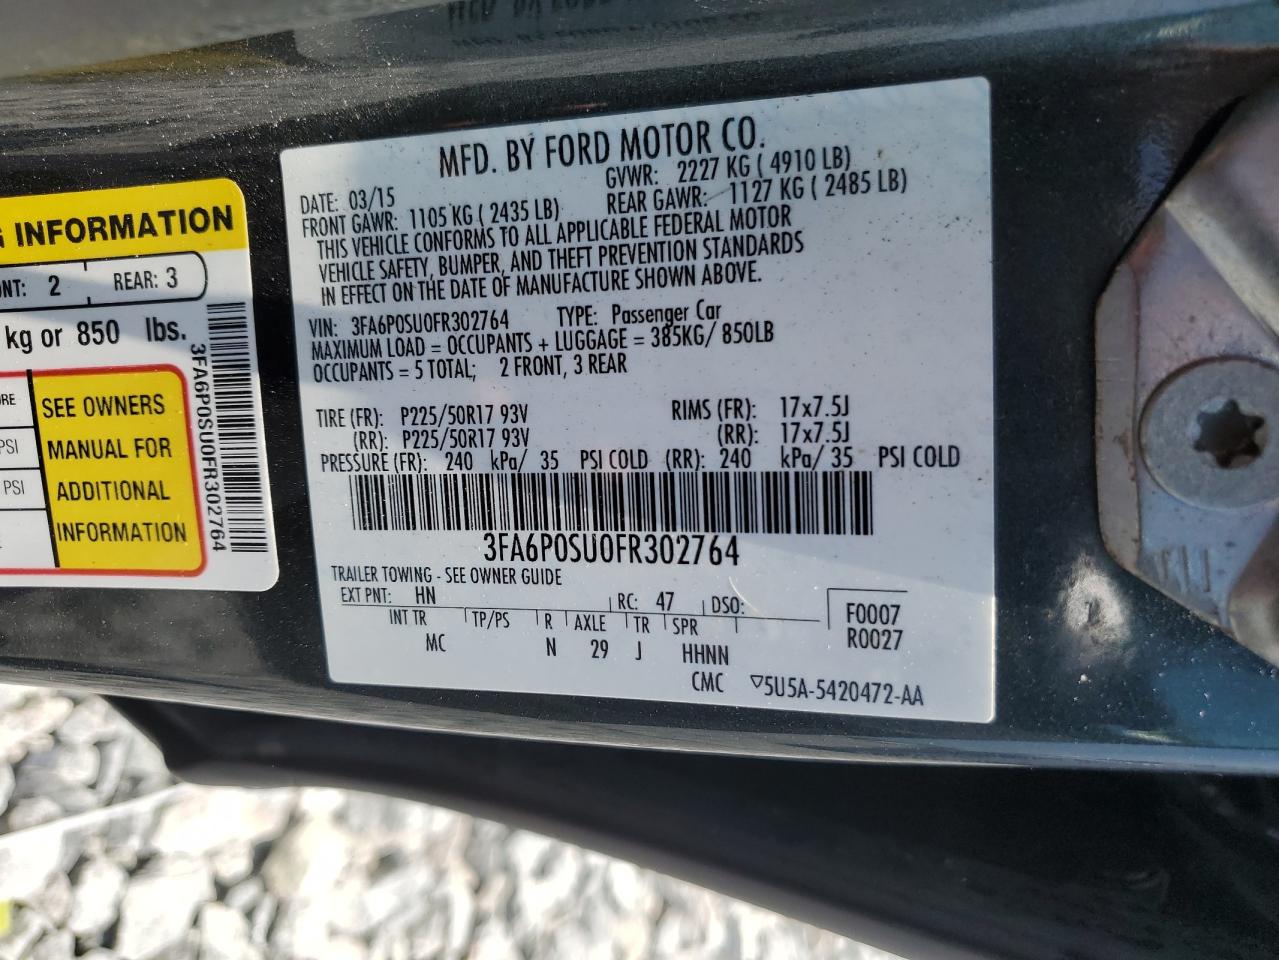 G INFORMATION
NT: 2 REAR: 3
kg or 850 lbs.
SEE OWNERS
MANUAL FOR
ADDITIONAL
INFORMATION
PSI
PSI
3FA6P0SU0FR302764
MFD. BY FORD MOTOR CO.
DATE: 03/15 GVWR: 2227 KG ( 4910 LB)
FRONT GAWR: 1105 KG ( 2435 LB) REAR GAWR: 1127 KG ( 2485 LB)
THIS VEHICLE CONFORMS TO ALL APPLICABLE FEDERAL MOTOR
VEHICLE SAFETY, BUMPER, AND THEFT PREVENTION STANDARDS
IN EFFECT ON THE DATE OF MANUFACTURE SHOWN ABOVE.
VIN: 3FA6P0SU0FR302764 TYPE: Passenger Car
MAXIMUM LOAD = OCCUPANTS + LUGGAGE = 385KG/ 850LB
OCCUPANTS = 5 TOTAL; 2 FRONT, 3 REAR
TIRE (FR): P225/50R17 93V RIMS (FR): 17x7.5J
(RR): P225/50R17 93V (RR): 17x7.5J
PRESSURE (FR): 240 kPa/ 35 PSI COLD (RR): 240 kPa/ 35 PSI COLD
3FA6P0SU0FR302764
TRAILER TOWING - SEE OWNER GUIDE
EXT PNT: HN RC: 47 DSO: F0007
INT TR TP/PS R AXLE TR SPR R0027
MC N 29 J HHNN
CMC ▽5U5A-5420472-AA